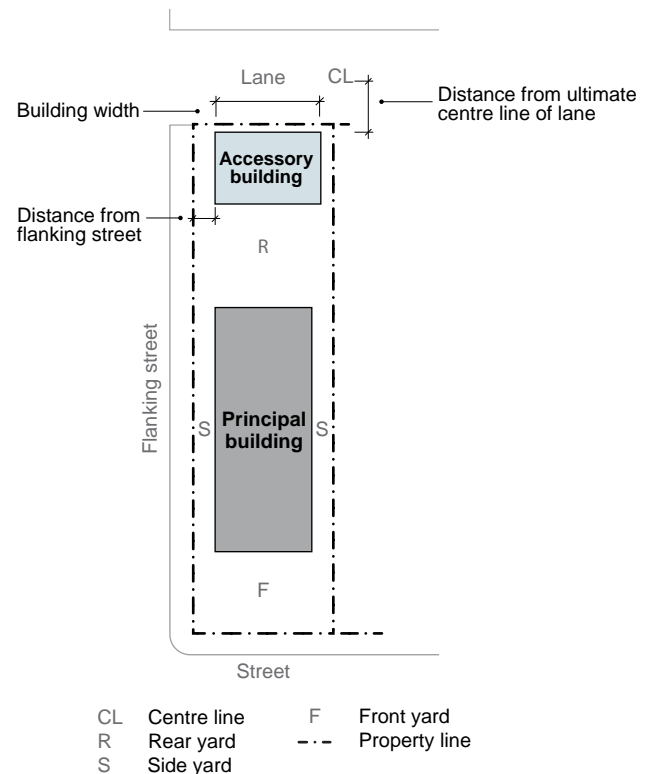 Lane
CL
Building width
Distance from ultimate
centre line of lane
Accessory
building
Distance from
flanking street
R
Flanking street
S
Principal
building
S
F
Street
CL Centre line
R Rear yard
S Side yard
F Front yard
Property line